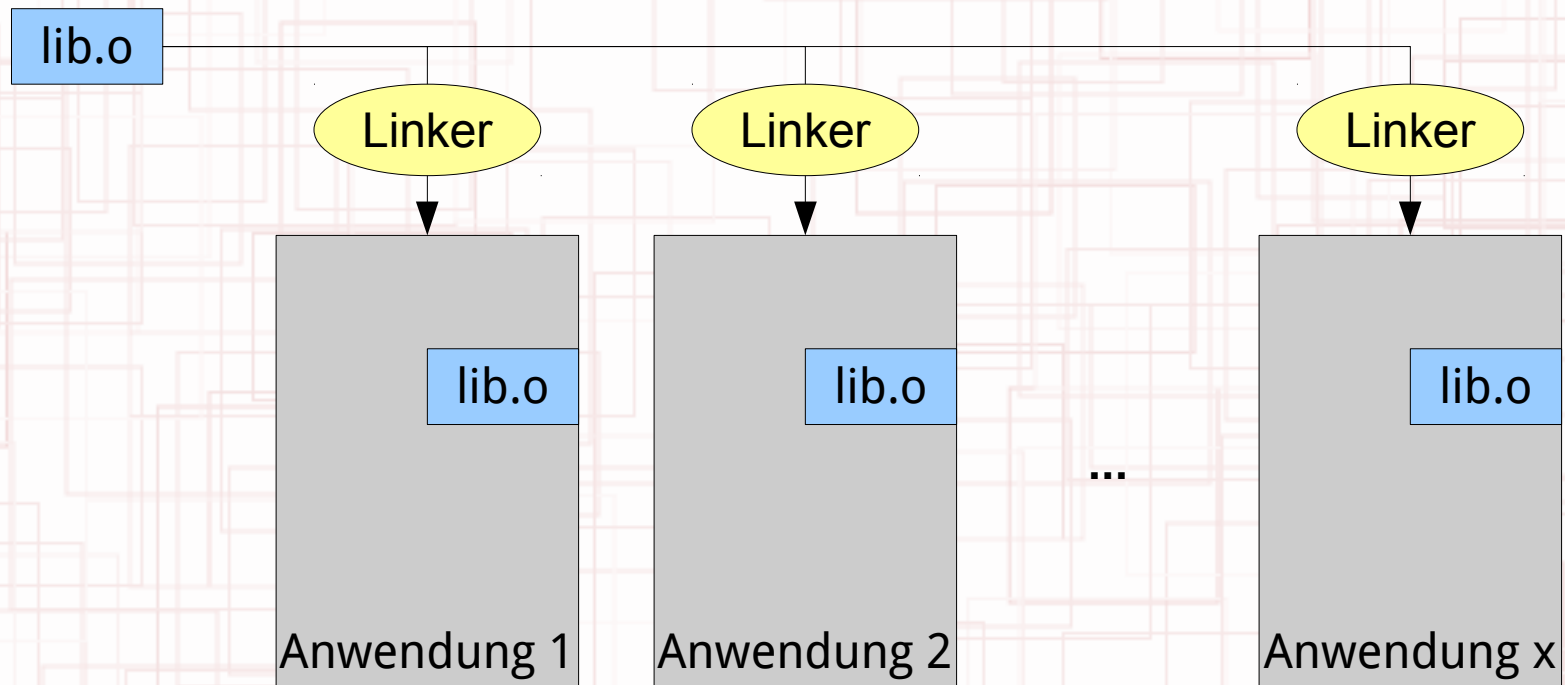 lib.o
Linker Linker Linker
lib.o lib.o lib.o
...
Anwendung 1 Anwendung 2 Anwendung x